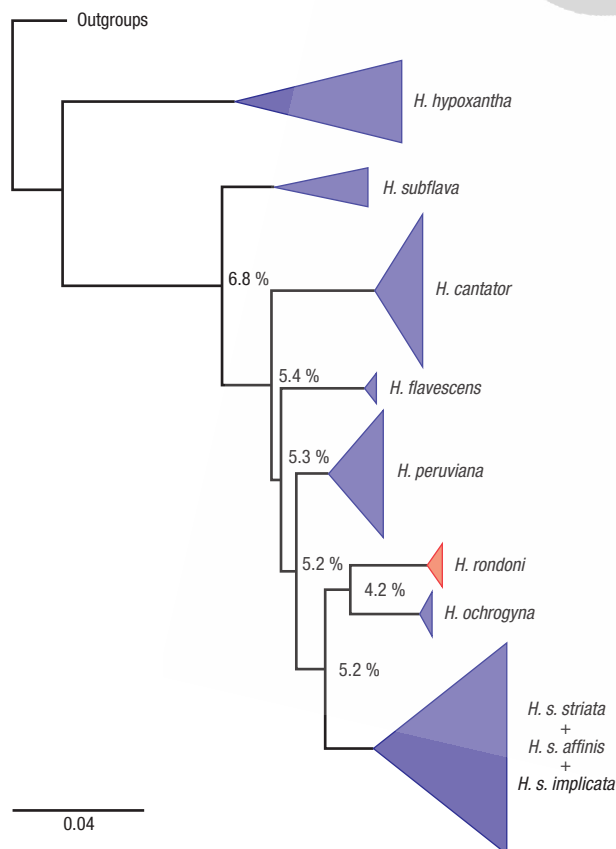 Outgroups
H. hypoxantha
H. subflava
6.8 %
H. cantator
5.4 %
H. flavescens
5.3 %
H. peruviana
5.2 %
H. rondoni
4.2 %
H. ochrogyna
5.2 %
H. s. striata
+
H. s. affinis
+
H. s. implicata
0.04